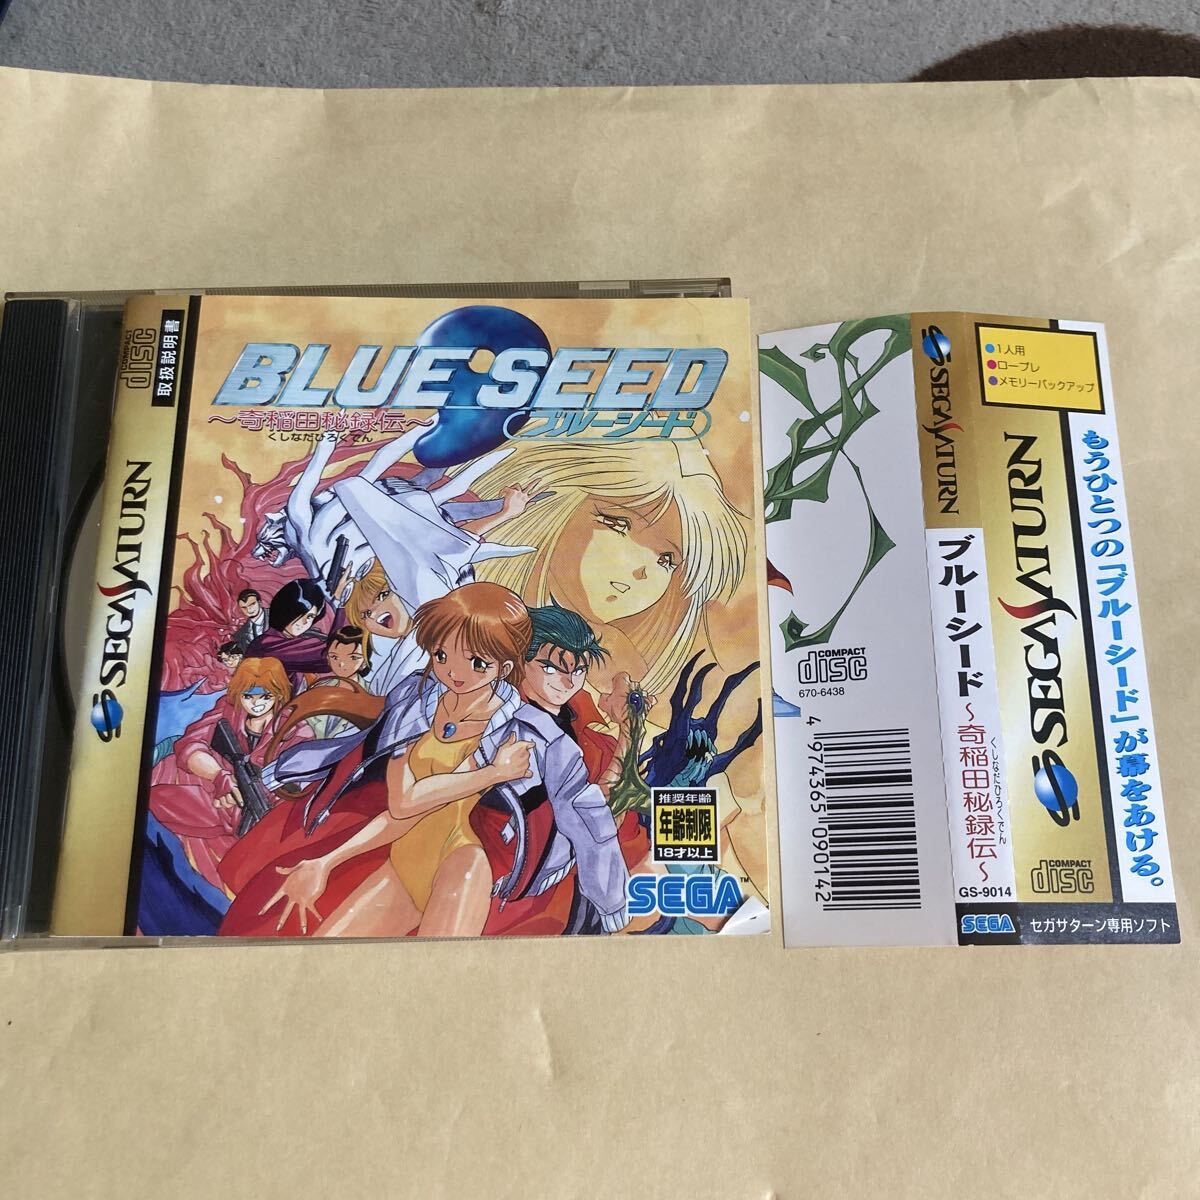 COMPACT
disc
取扱説明書
SEGA SATURN
BLUE SEED
～奇稲田秘録伝～
くしなだひろくでん
ブルーシード
推奨年齢
年齢制限
18才以上
SEGA™
COMPACT
disc
670-6438
4 974365 090142
SEGA SATURN
ブルーシード ～奇稲田秘録伝～
くしなだひろくでん
GS-9014
SEGA
●1人用
●ロープレ
●メモリーバックアップ
SEGA SATURN
もうひとつの「ブルーシード」が幕をあける。
COMPACT
disc
セガサターン専用ソフト